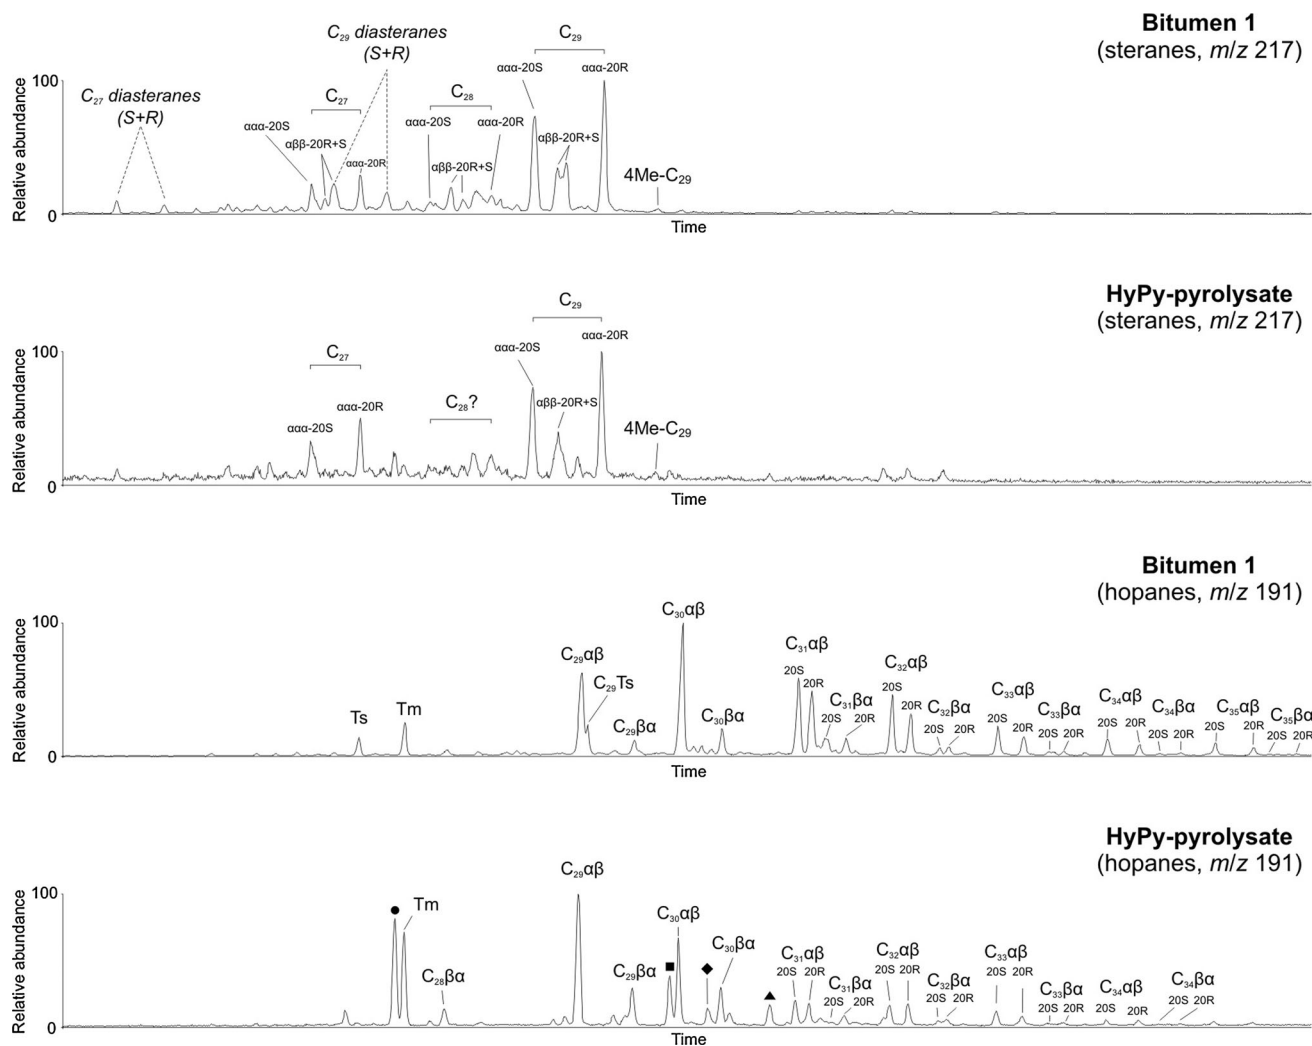 Bitumen 1
(steranes, m/z 217)
C₂₉ diasteranes
(S+R)
C₂₉
ααα-20S
ααα-20R
100
C₂₇ diasteranes
(S+R)
C₂₇
C₂₈
ααα-20S
αββ-20R+S
ααα-20R
ααα-20S
ααα-20R
αββ-20R+S
αββ-20R+S
4Me-C₂₉
Relative abundance
0
Time
HyPy-pyrolysate
(steranes, m/z 217)
C₂₉
ααα-20S
ααα-20R
100
C₂₇
ααα-20S
ααα-20R
C₂₈?
αββ-20R+S
4Me-C₂₉
Relative abundance
0
Time
Bitumen 1
(hopanes, m/z 191)
100
C₃₀αβ
C₂₉αβ
C₂₉Ts
C₃₁αβ
20S
20R
C₃₂αβ
20S
20R
Ts
Tm
C₂₉βα
C₃₀βα
C₃₁βα
20S 20R
C₃₂βα
20S 20R
C₃₃αβ
20S 20R
C₃₃βα
20S 20R
C₃₄αβ
20S 20R
C₃₄βα
20S 20R
C₃₅αβ
20S 20R
C₃₅βα
20S 20R
Relative abundance
0
Time
HyPy-pyrolysate
(hopanes, m/z 191)
100
C₂₉αβ
● Tm
C₂₈βα
C₂₉βα
■
C₃₀αβ
◆
C₃₀βα
▲
C₃₁αβ
20S 20R
C₃₁βα
20S 20R
C₃₂αβ
20S 20R
C₃₂βα
20S 20R
C₃₃αβ
20S 20R
C₃₃βα
20S 20R
C₃₄αβ
20S 20R
C₃₄βα
20S 20R
Relative abundance
0
Time